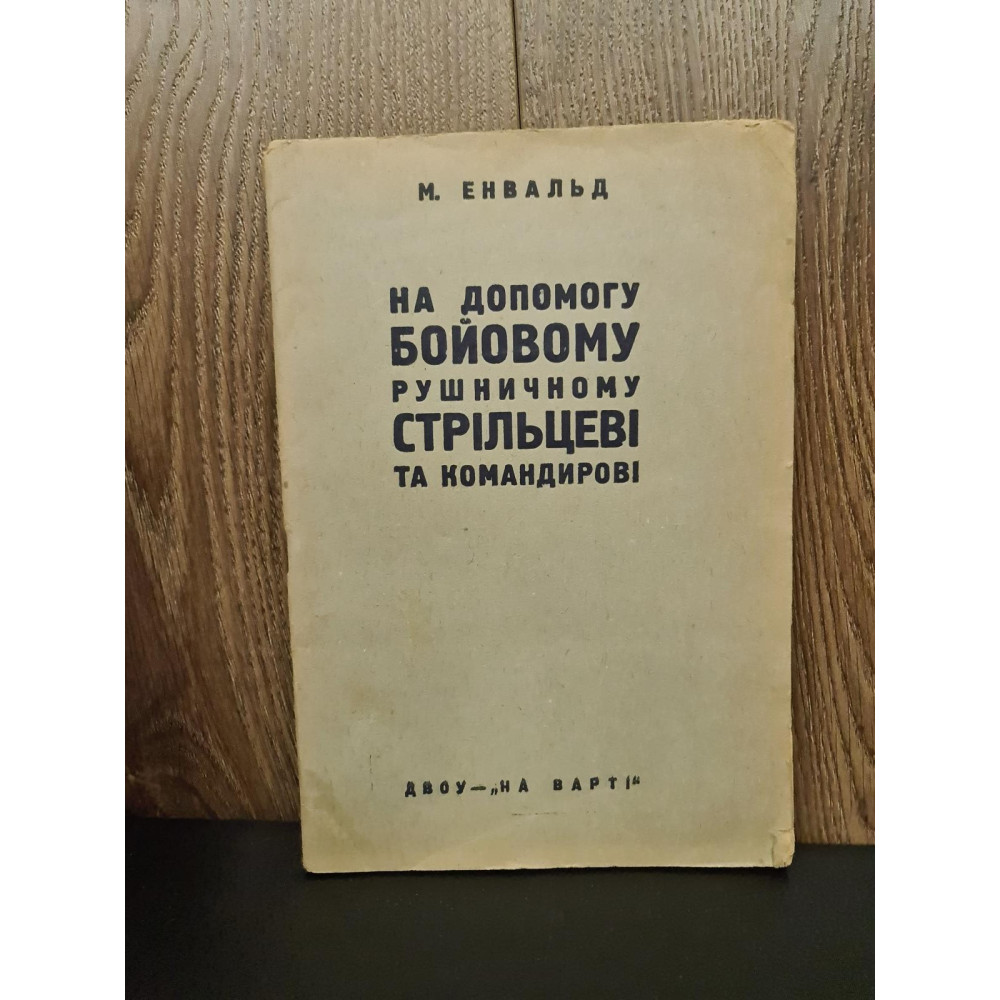 М. ЕНВАЛЬД
НА ДОПОМОГУ
БОЙОВОМУ
РУШНИЧНОМУ
СТРІЛЬЦЕВІ
ТА КОМАНДИРОВІ
ДВОУ—„НА ВАРТІ“